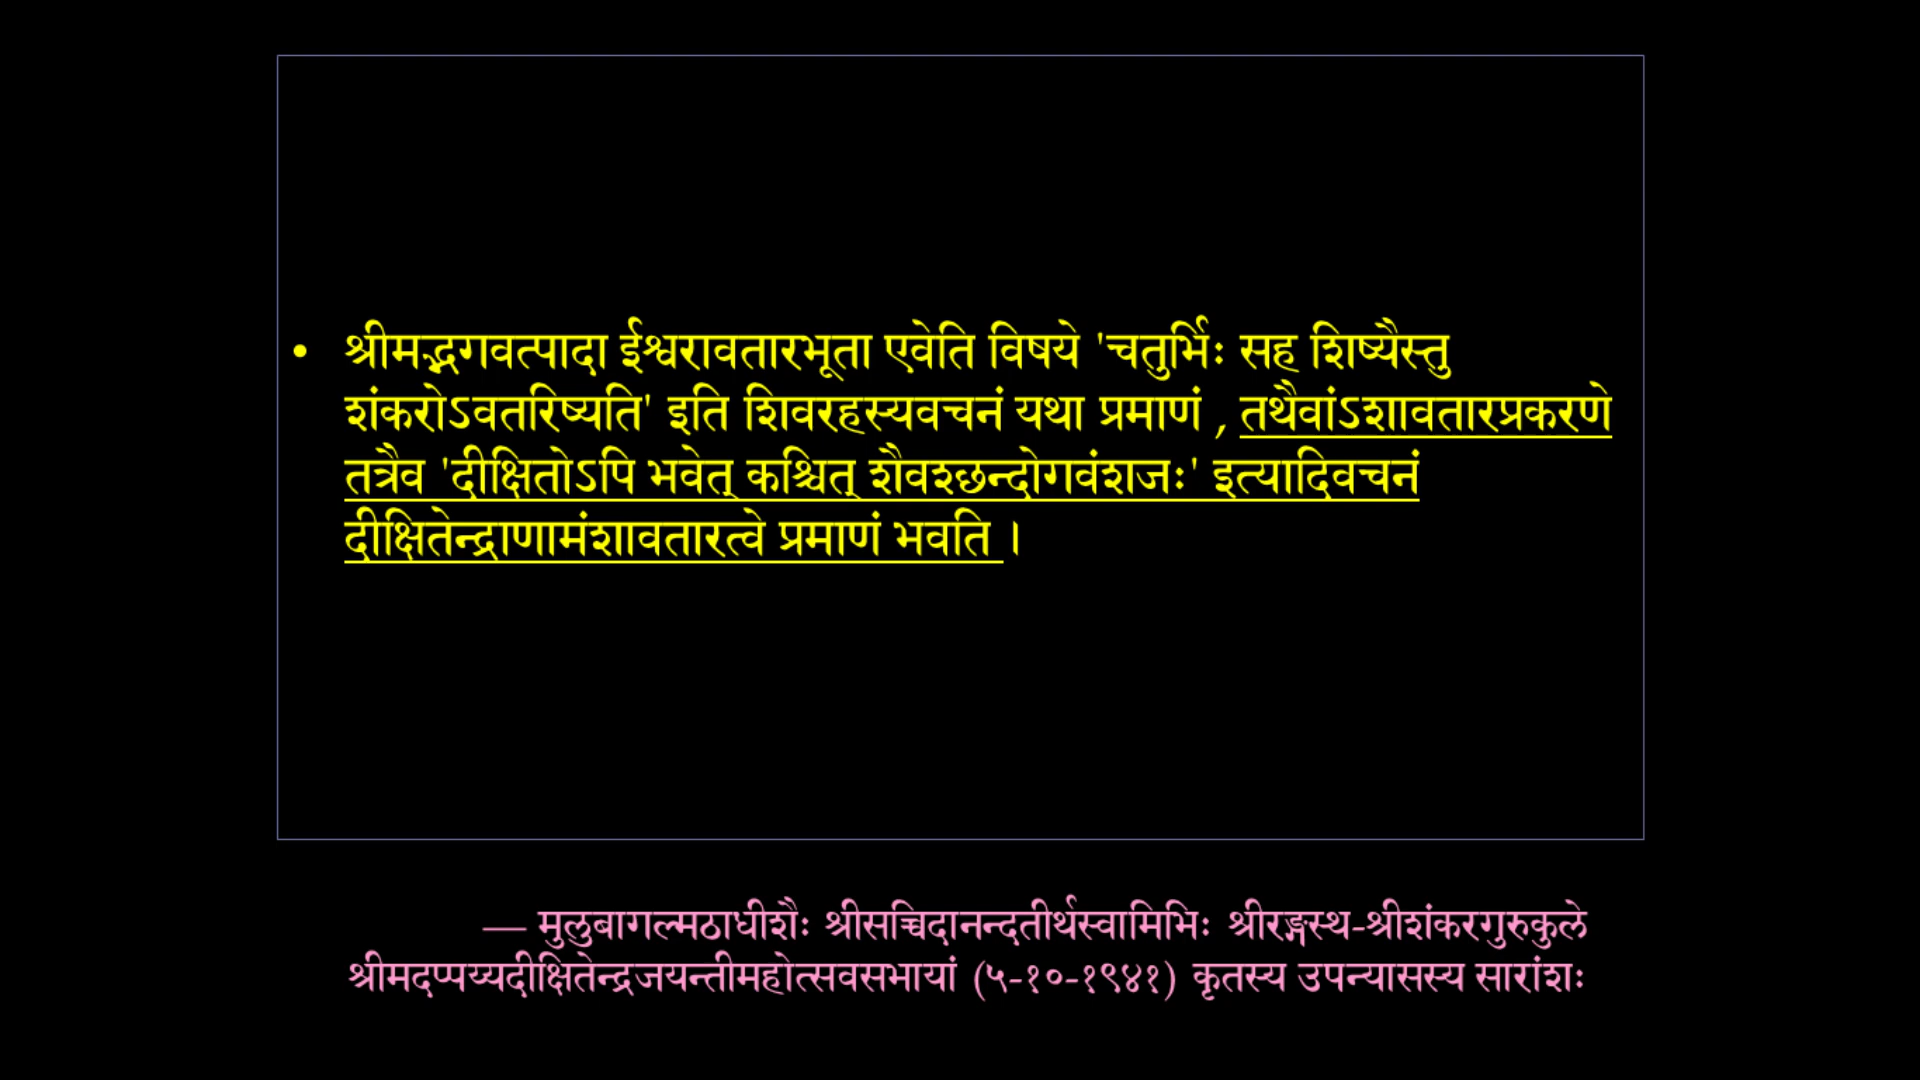 • श्रीमद्भगवत्पादा ईश्वरावतारभूता एवेति विषये 'चतुर्भिः सह शिष्यैस्तु
शंकरोऽवतरिष्यति' इति शिवरहस्यवचनं यथा प्रमाणं , तथैवांऽशावतारप्रकरणे
तत्रैव 'दीक्षितोऽपि भवेत् कश्चित् शैवश्छन्दोगवंशजः' इत्यादिवचनं
दीक्षितेन्द्राणामंशावतारत्वे प्रमाणं भवति ।
— मुलुबागल्मठाधीशैः श्रीसच्चिदानन्दतीर्थस्वामिभिः श्रीरङ्गस्थ-श्रीशंकरगुरुकुले
श्रीमदप्पय्यदीक्षितेन्द्रजयन्तीमहोत्सवसभायां (५-१०-१९४१) कृतस्य उपन्यासस्य सारांशः